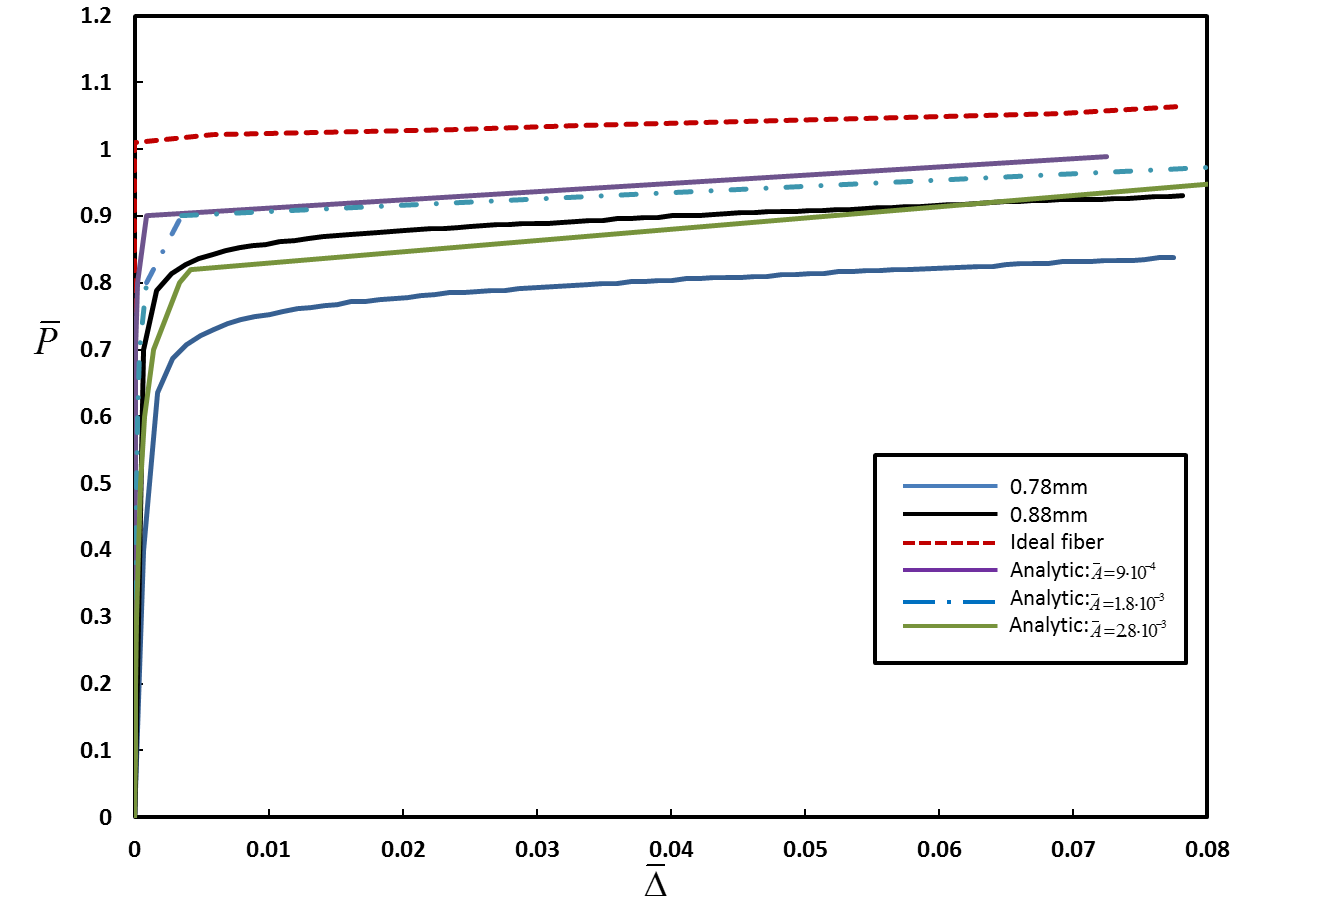 1.2
1.1
1
0.9
0.8
0.7
P̅
0.6
0.5
0.4
0.3
0.2
0.1
0
0.78mm
0.88mm
Ideal fiber
Analytic: A̅=9·10⁻⁴
Analytic: A̅=1.8·10⁻³
Analytic: A̅=2.8·10⁻³
0 0.01 0.02 0.03 0.04 0.05 0.06 0.07 0.08
Δ̅